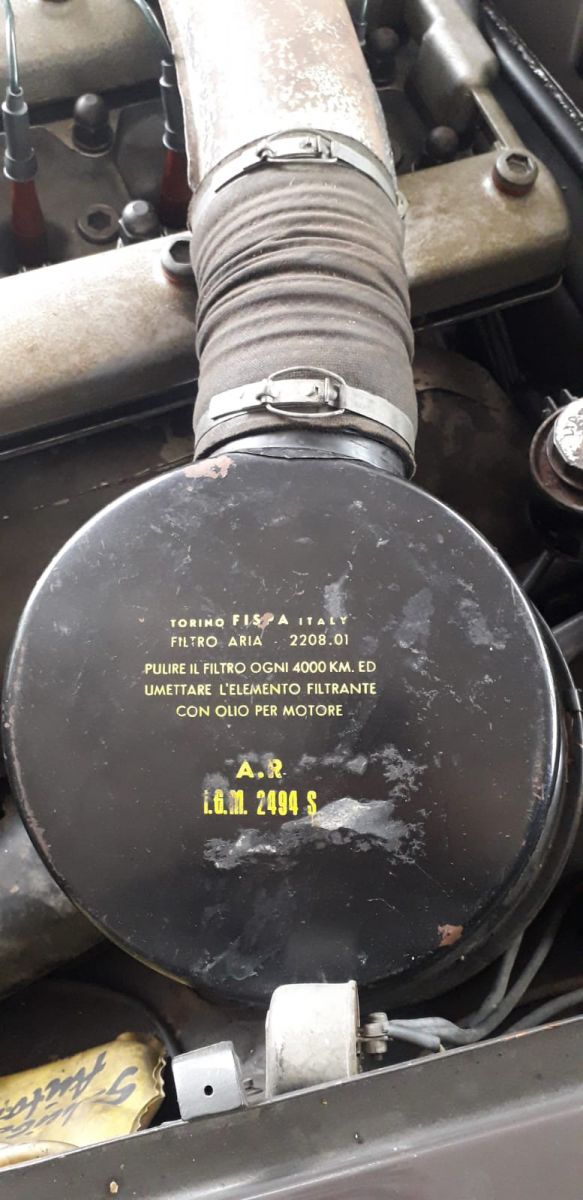 TORINO FISPA ITALY
FILTRO ARIA 2208.01
PULIRE IL FILTRO OGNI 4000 KM. ED
UMETTARE L'ELEMENTO FILTRANTE
CON OLIO PER MOTORE
A.R
I.G.M. 2494 S